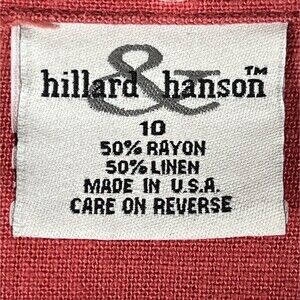 hillard & hanson™
10
50% RAYON
50% LINEN
MADE IN U.S.A.
CARE ON REVERSE